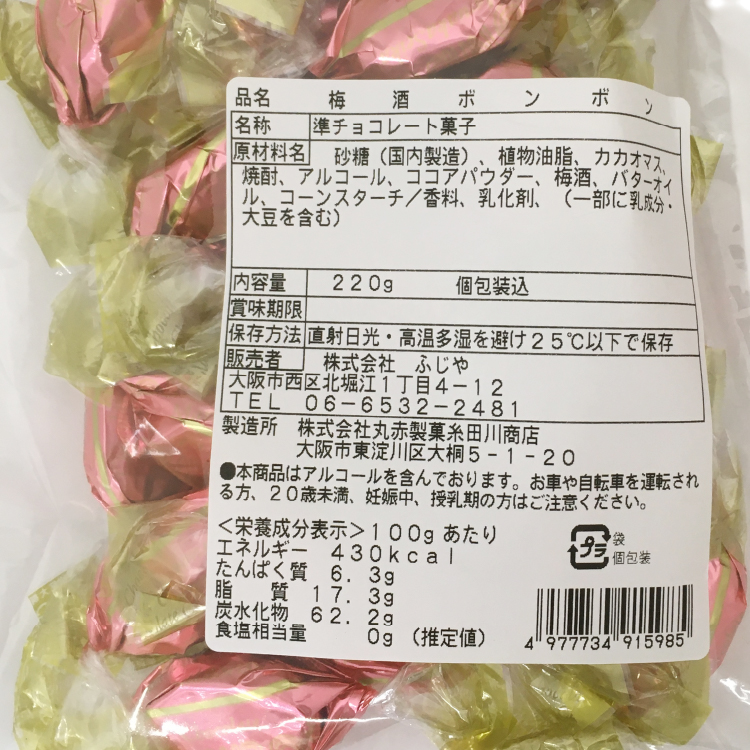 品名 梅酒ボンボン
名称 準チョコレート菓子
原材料名 砂糖(国内製造)、植物油脂、カカオマス、
焼酎、アルコール、ココアパウダー、梅酒、バターオイ
ル、コーンスターチ/香料、乳化剤、(一部に乳成分・
大豆を含む)
内容量 220g 個包装込
賞味期限
保存方法 直射日光・高温多湿を避け25℃以下で保存
販売者 株式会社 ふじや
大阪市西区北堀江1丁目4-12
TEL 06-6532-2481
製造所 株式会社丸赤製菓糸田川商店
大阪市東淀川区大桐5-1-20
●本商品はアルコールを含んでおります。お車や自転車を運転され
る方、20歳未満、妊娠中、授乳期の方はご注意ください。
<栄養成分表示>100gあたり
エネルギー 430kcal
たんぱく質 6.3g
脂質 17.3g
炭水化物 62.2g
食塩相当量 0g (推定値)
プラ
袋
個包装
4 977734 915985